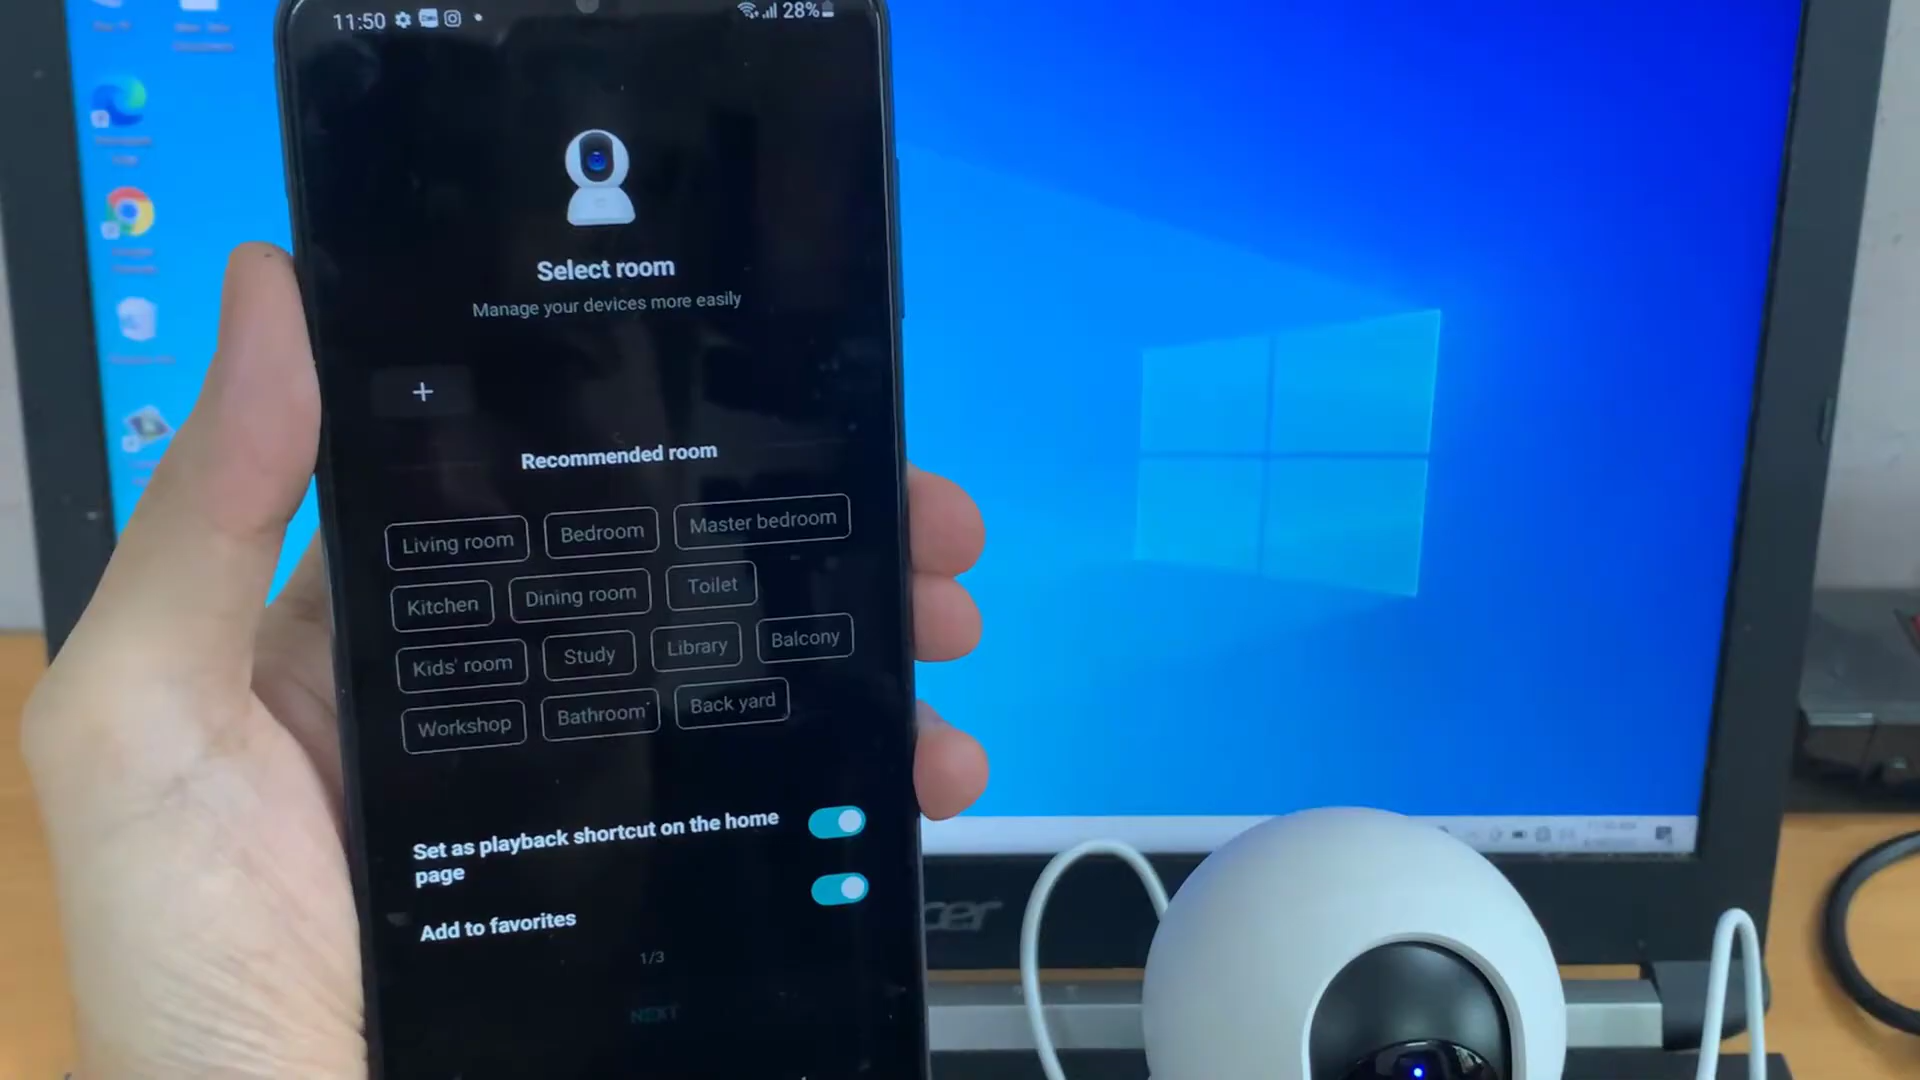 11:50
28%
Select room
Manage your devices more easily
+
Recommended room
Living room
Bedroom
Master bedroom
Kitchen
Dining room
Toilet
Kids' room
Study
Library
Balcony
Workshop
Bathroom
Back yard
Set as playback shortcut on the home
page
Add to favorites
1/3
NEXT
cer